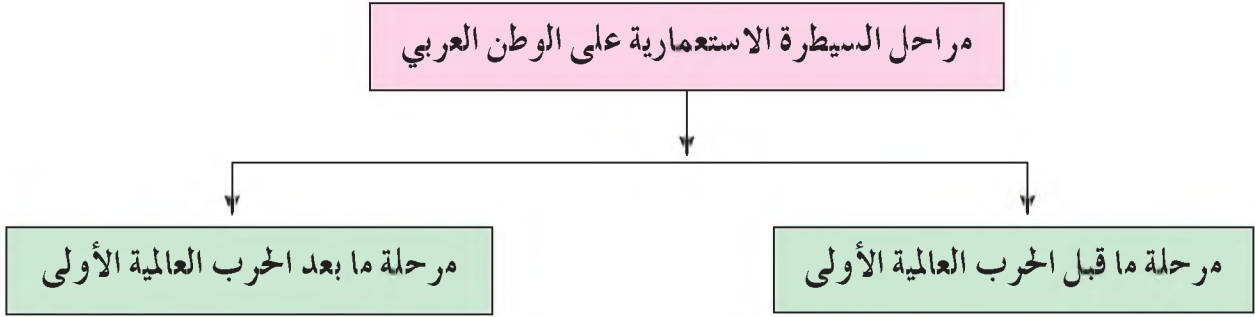 مراحل السيطرة الاستعمارية على الوطن العربي
مرحلة ما قبل الحرب العالمية الأولى
مرحلة ما بعد الحرب العالمية الأولى